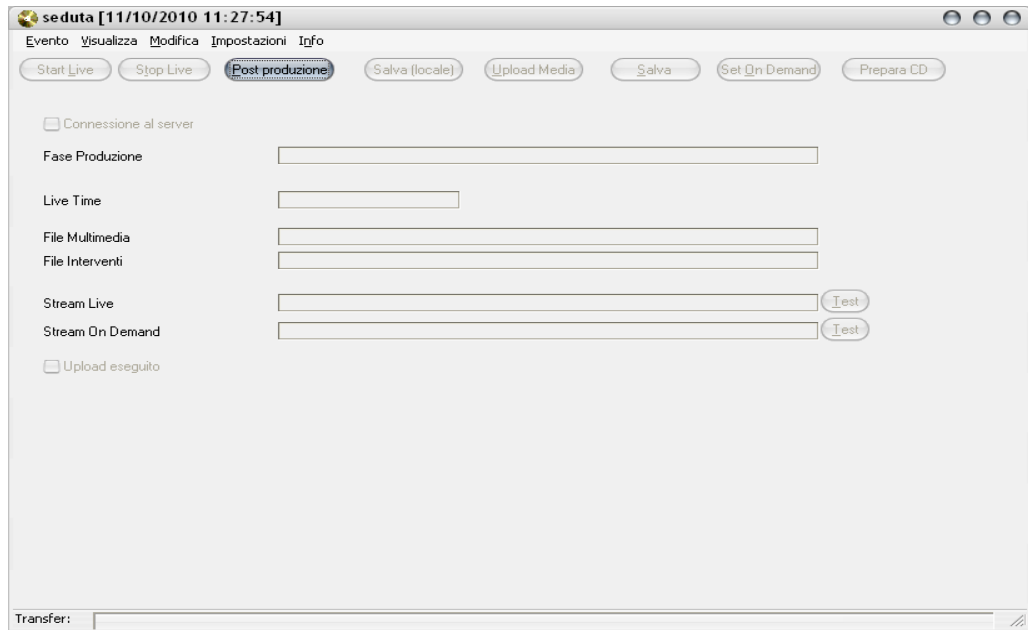 seduta [11/10/2010 11:27:54]
Evento Visualizza Modifica Impostazioni Info
Start Live Stop Live Post produzione Salva (locale) Upload Media Salva Set On Demand Prepara CD
Connessione al server
Fase Produzione
Live Time
File Multimedia
File Interventi
Stream Live Test
Stream On Demand Test
Upload eseguito
Transfer: